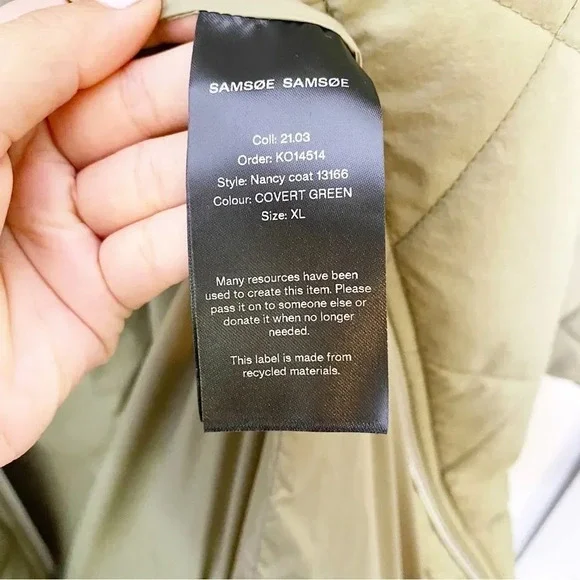 SAMSØE SAMSØE
Coll: 21.03
Order: KO14514
Style: Nancy coat 13166
Colour: COVERT GREEN
Size: XL
Many resources have been
used to create this item. Please
pass it on to someone else or
donate it when no longer
needed.
This label is made from
recycled materials.